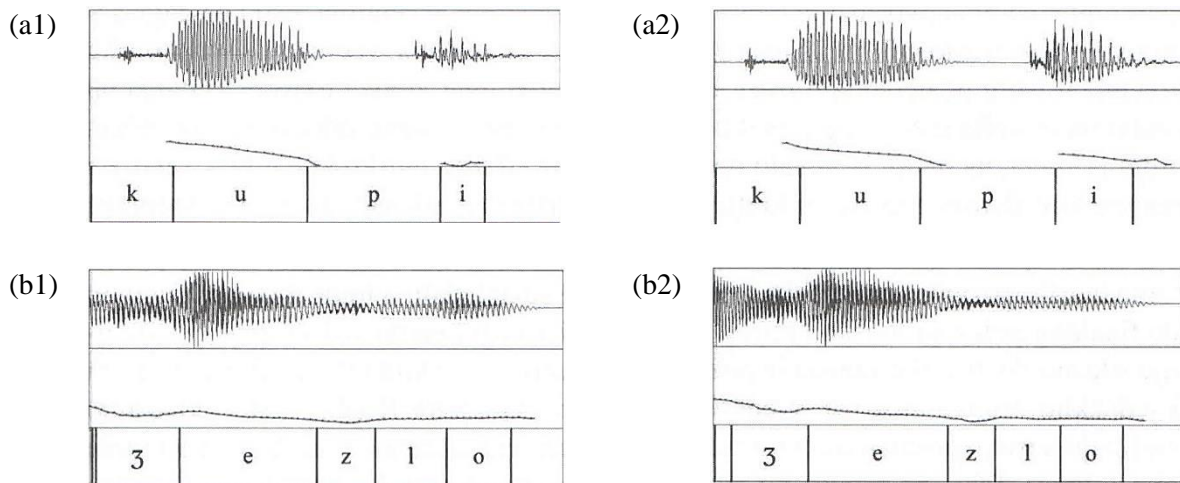 (a1)
(a2)
k u p i
k u p i
(b1)
(b2)
ʒ e z l o
ʒ e z l o